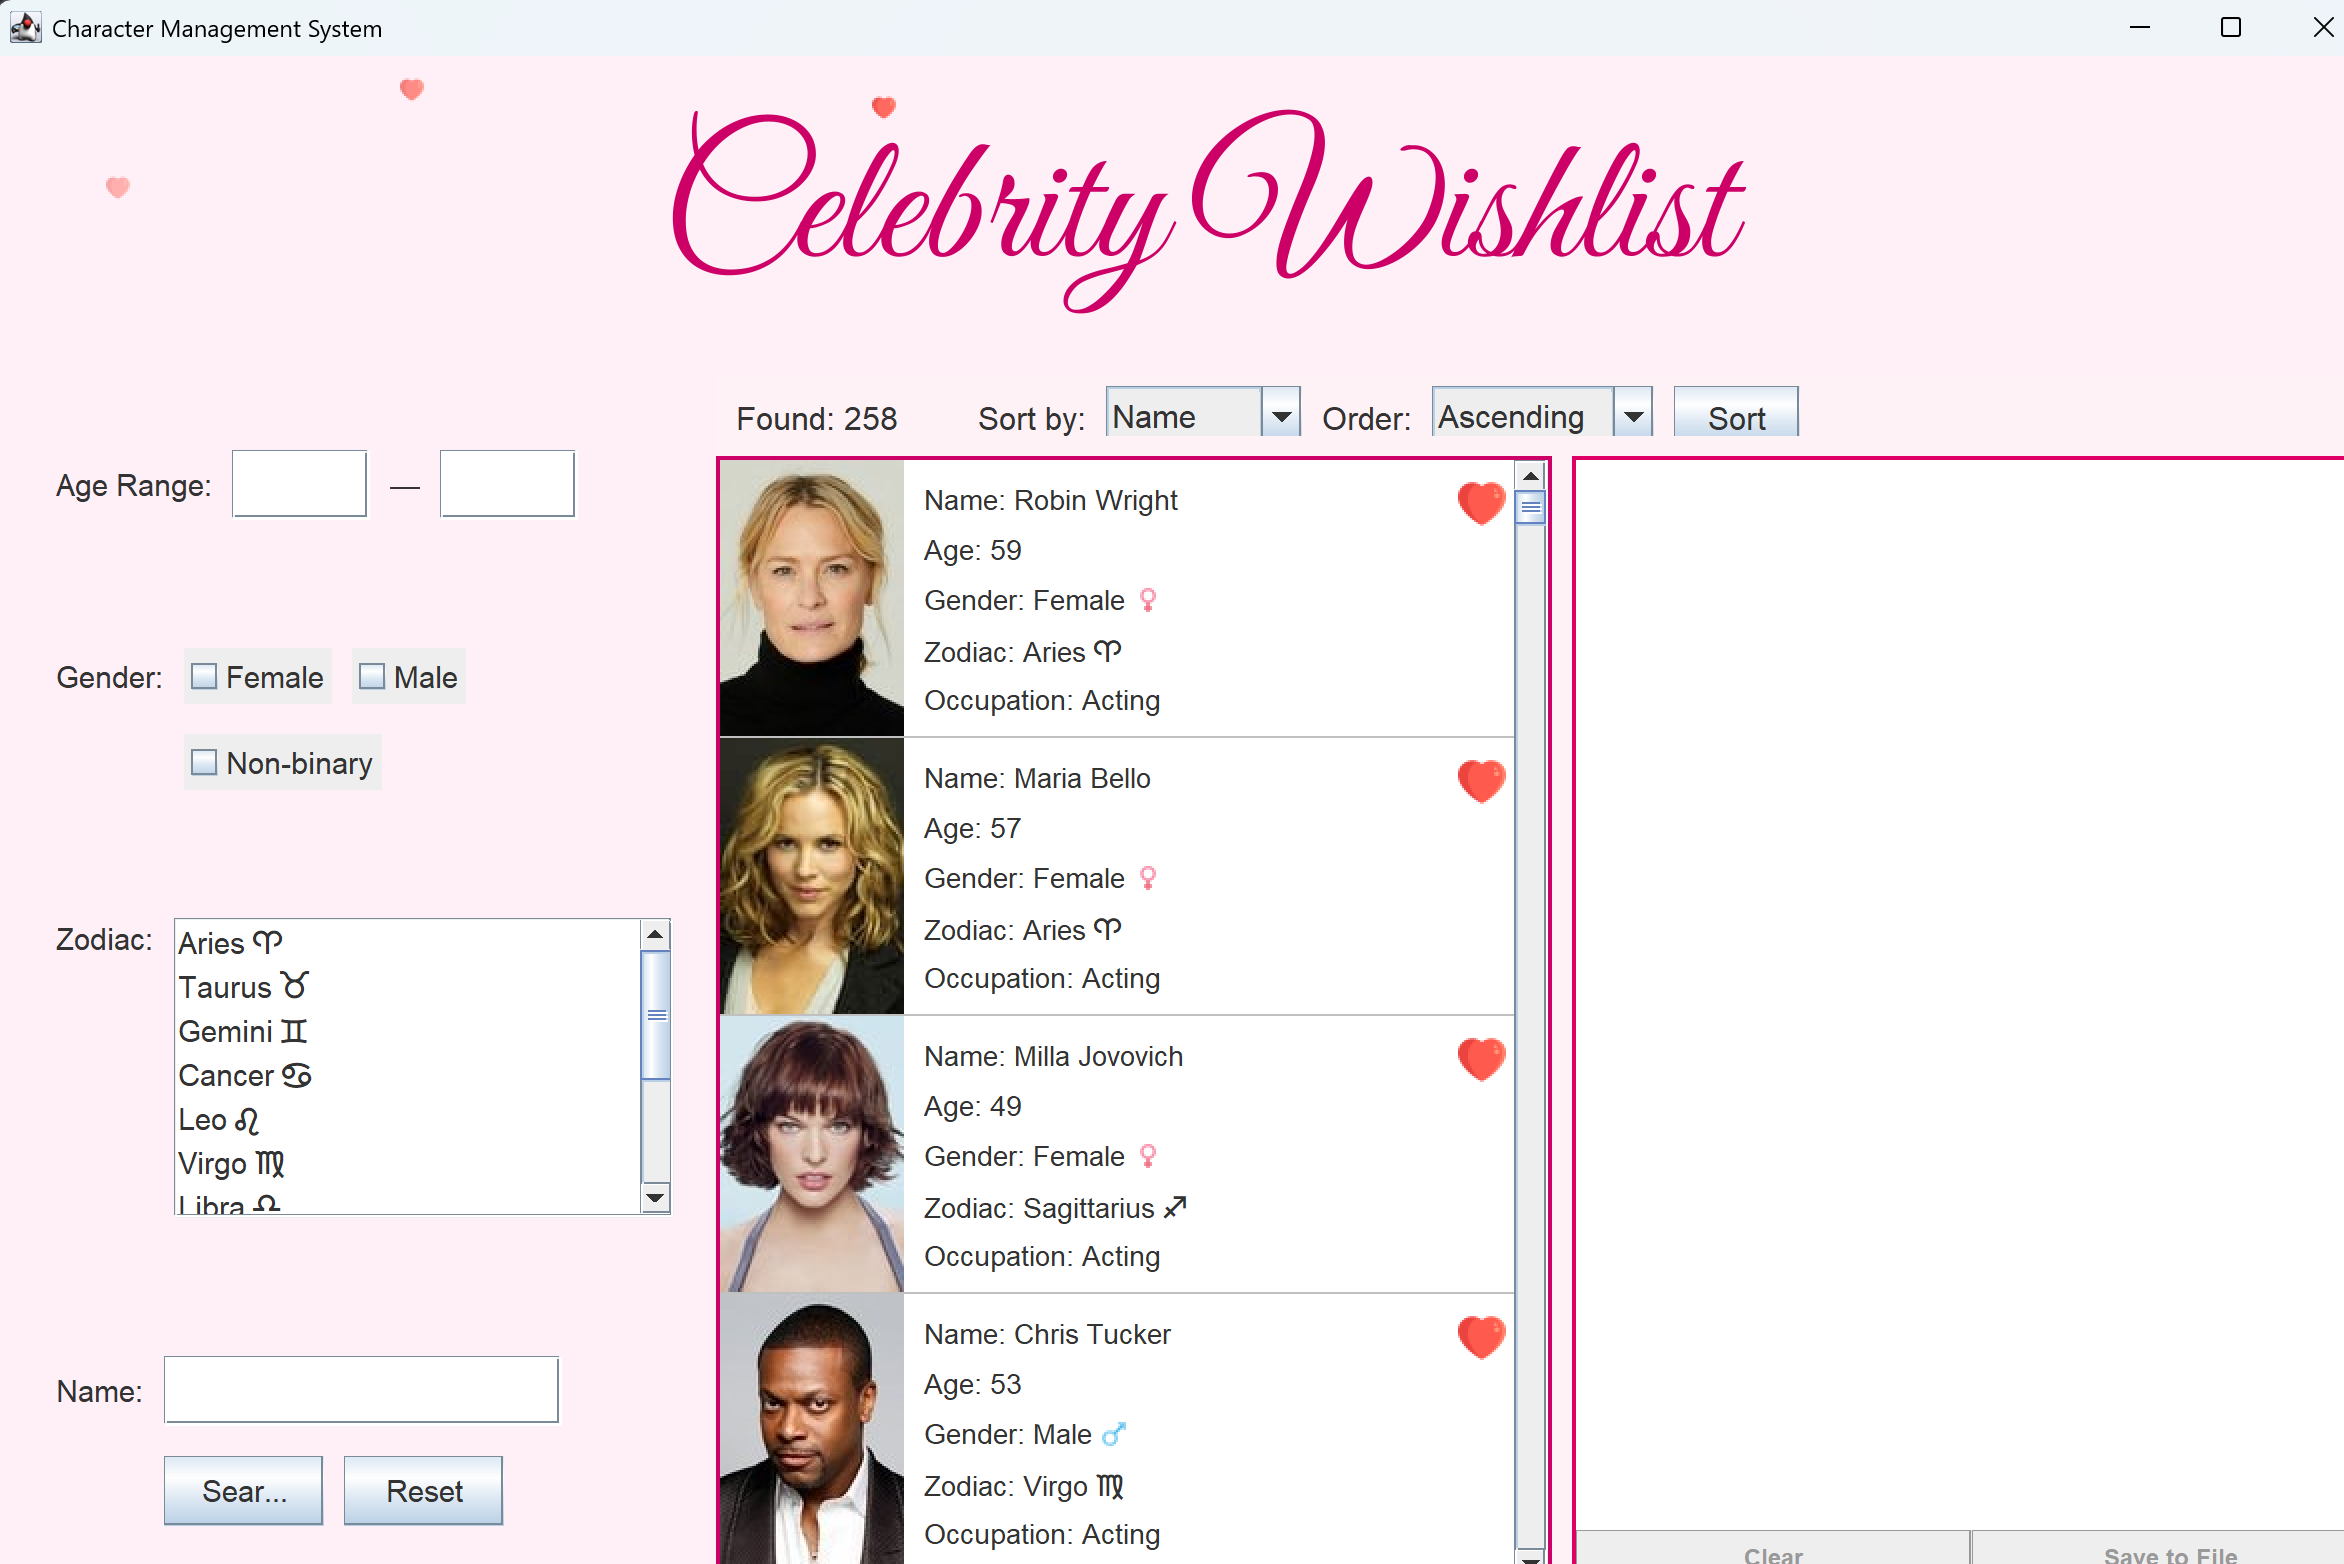 Character Management System
Celebrity Wishlist
Found: 258 Sort by: Name Order: Ascending Sort
Age Range: —
Gender: Female Male
Non-binary
Zodiac: Aries ♈
Taurus ♉
Gemini ♊
Cancer ♋
Leo ♌
Virgo ♍
Libra ♎
Name:
Sear... Reset
Name: Robin Wright
Age: 59
Gender: Female ♀
Zodiac: Aries ♈
Occupation: Acting
Name: Maria Bello
Age: 57
Gender: Female ♀
Zodiac: Aries ♈
Occupation: Acting
Name: Milla Jovovich
Age: 49
Gender: Female ♀
Zodiac: Sagittarius ♐
Occupation: Acting
Name: Chris Tucker
Age: 53
Gender: Male ♂
Zodiac: Virgo ♍
Occupation: Acting
Clear Save to File